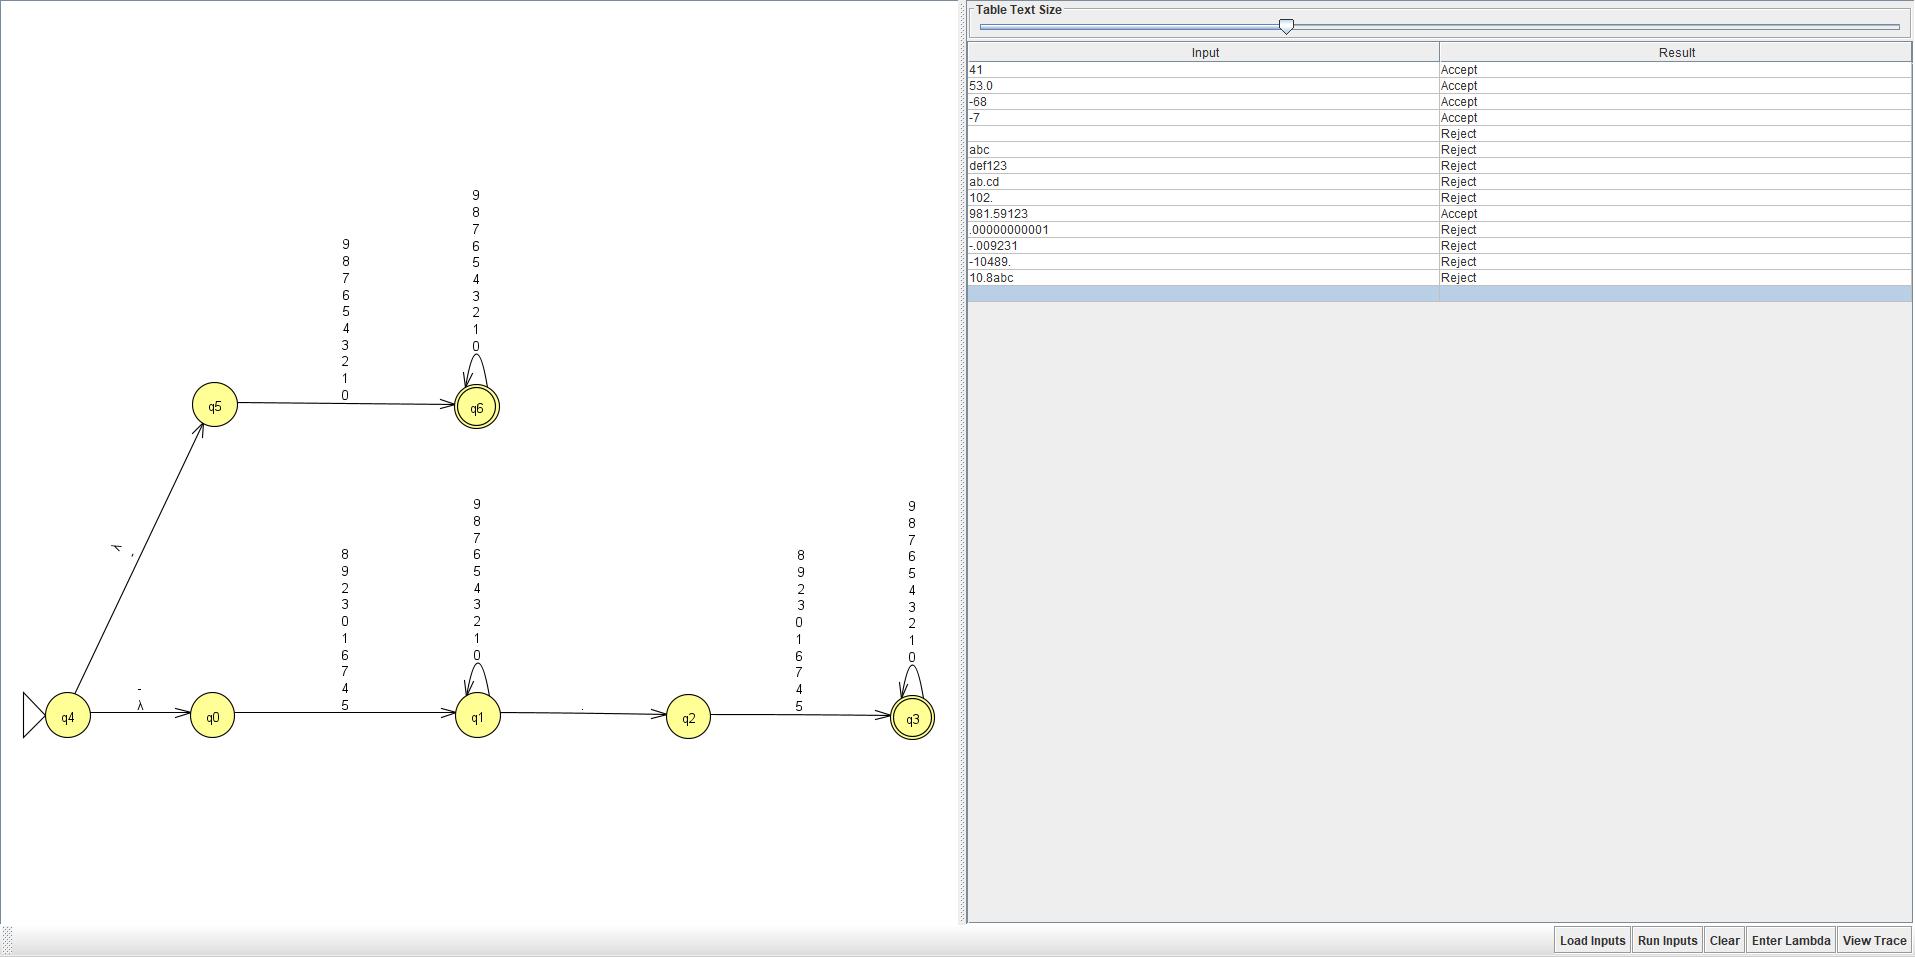 Table Text Size
Input Result
41 Accept
53.0 Accept
-68 Accept
-7 Accept
Reject
abc Reject
def123 Reject
ab.cd Reject
102. Reject
981.59123 Accept
.00000000001 Reject
-.009231 Reject
-10489. Reject
10.8abc Reject
9
8
7
6
5
4
3
2
1
0
9
8
7
6
5
4
3
2
1
0
q5
q6
λ
-
9
8
7
6
5
4
3
2
1
0
9
8
7
6
5
4
3
2
1
0
8
9
2
3
0
1
6
7
4
5
8
9
2
3
0
1
6
7
4
5
-
λ
.
q4
q0
q1
q2
q3
Load Inputs Run Inputs Clear Enter Lambda View Trace